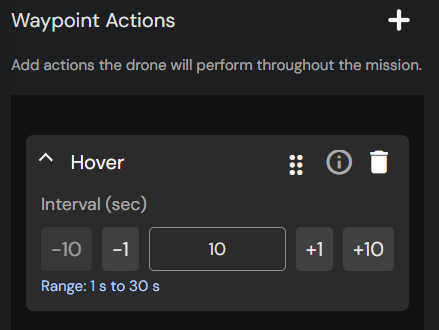 Waypoint Actions
Add actions the drone will perform throughout the mission.
Hover
Interval (sec)
−10 −1 10 +1 +10
Range: 1 s to 30 s